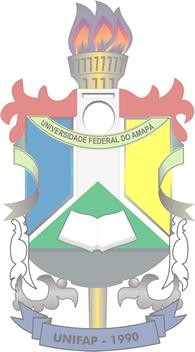 UNIVERSIDADE FEDERAL DO AMAPÁ
UNIFAP - 1990